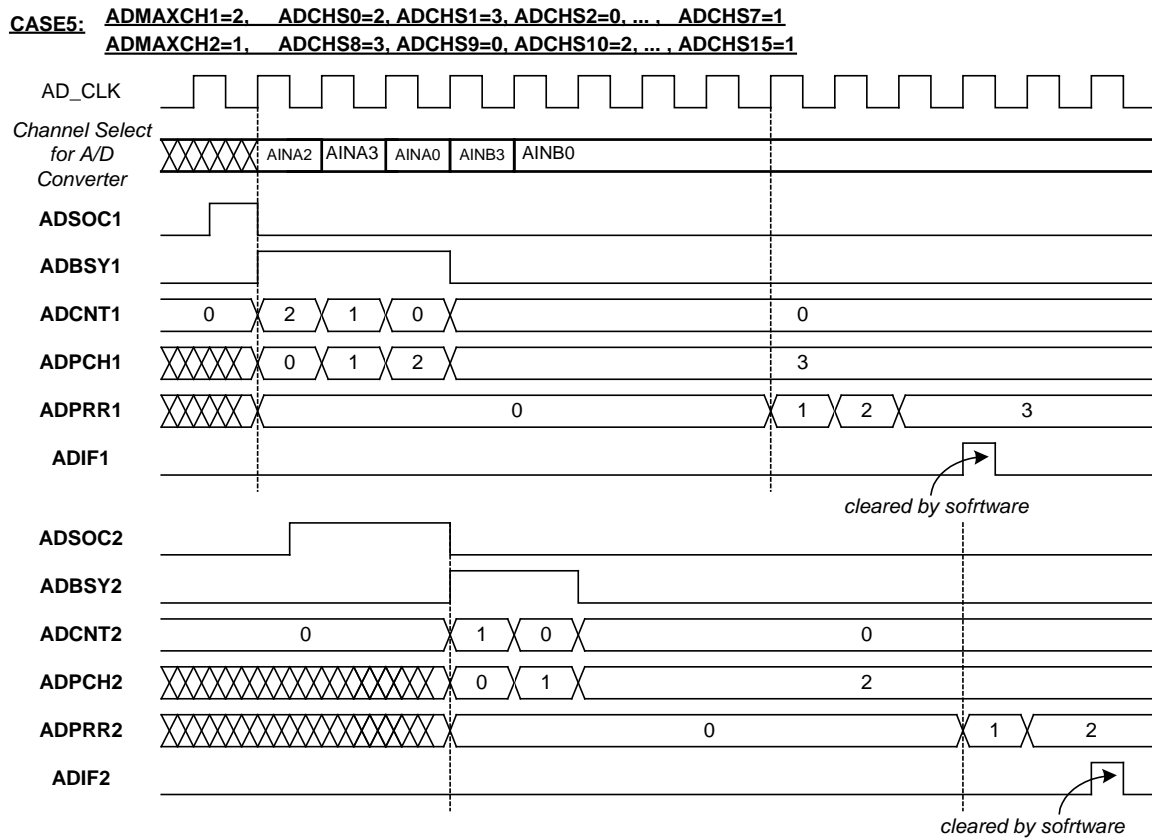 CASE5: ADMAXCH1=2, ADCHS0=2, ADCHS1=3, ADCHS2=0, ... , ADCHS7=1
ADMAXCH2=1, ADCHS8=3, ADCHS9=0, ADCHS10=2, ... , ADCHS15=1
AD_CLK
Channel Select
for A/D
Converter
AINA2 AINA3 AINA0 AINB3 AINB0
ADSOC1
ADBSY1
ADCNT1 0 2 1 0 0
ADPCH1 0 1 2 3
ADPRR1 0 1 2 3
ADIF1
cleared by sofrtware
ADSOC2
ADBSY2
ADCNT2 0 1 0 0
ADPCH2 0 1 2
ADPRR2 0 1 2
ADIF2
cleared by sofrtware